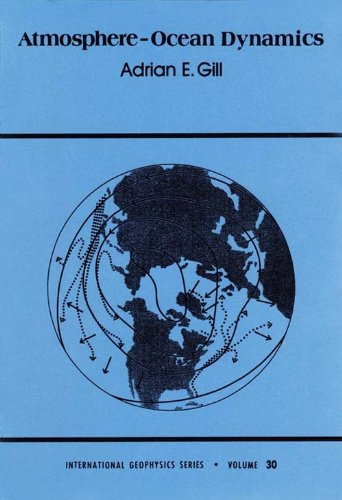 Atmosphere-Ocean Dynamics
Adrian E. Gill
INTERNATIONAL GEOPHYSICS SERIES • VOLUME 30